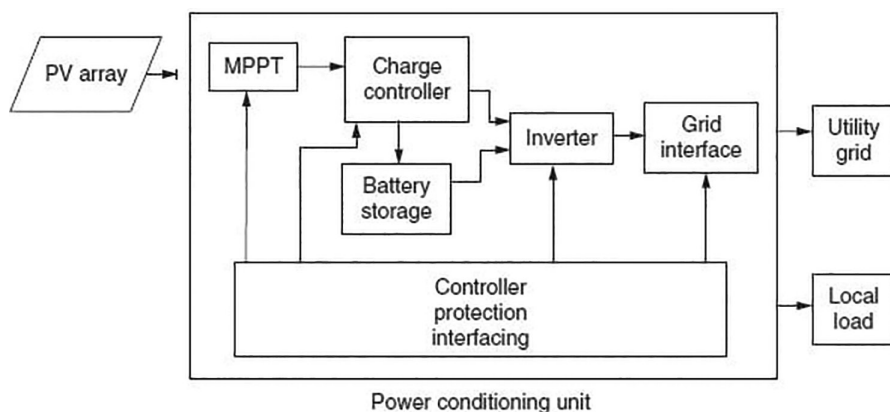 PV array
MPPT
Charge
controller
Battery
storage
Inverter
Grid
interface
Utility
grid
Controller
protection
interfacing
Local
load
Power conditioning unit